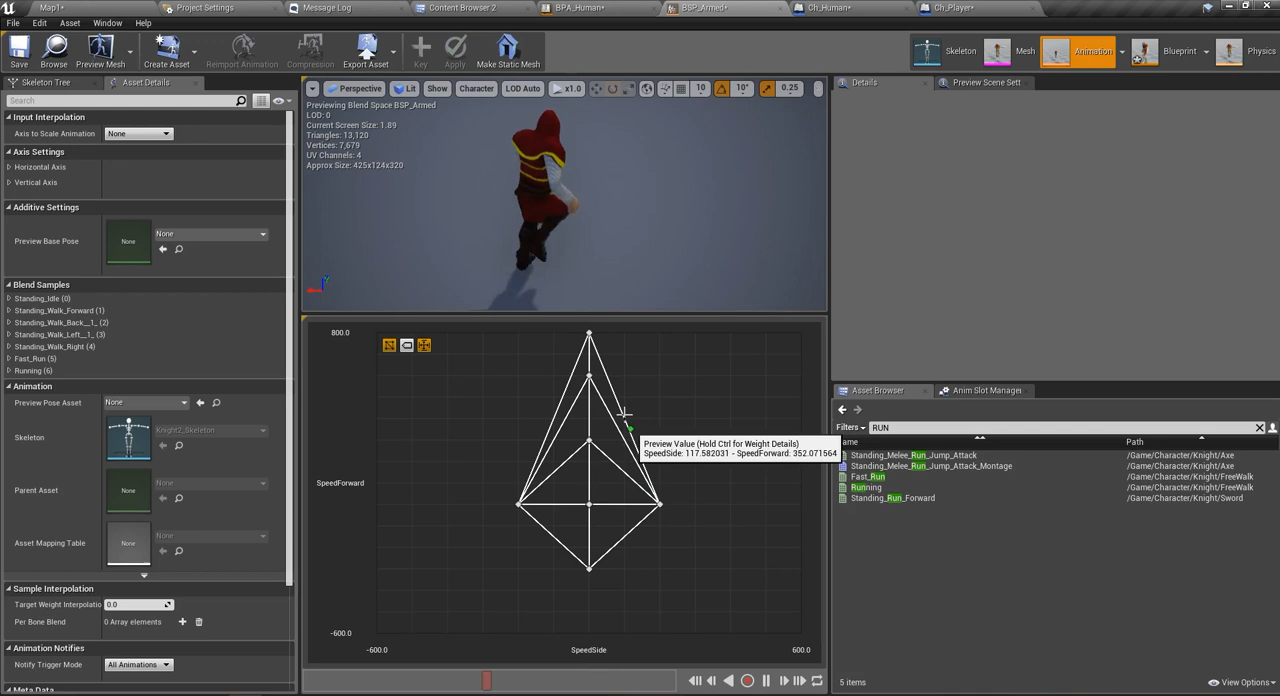 Map1*
Project Settings
Message Log
Content Browser 2
BPA_Human*
BSP_Armed*
Ch_Human*
Ch_Player*
File Edit Asset Window Help
Save
Browse
Preview Mesh
Create Asset
Reimport Animation
Compression
Export Asset
Key
Apply
Make Static Mesh
Skeleton
Mesh
Animation
Blueprint
Physics
Skeleton Tree
Asset Details
Search
Input Interpolation
Axis to Scale Animation
None
Axis Settings
Horizontal Axis
Vertical Axis
Additive Settings
Preview Base Pose
None
None
Blend Samples
Standing_Idle (0)
Standing_Walk_Forward (1)
Standing_Walk_Back__1_ (2)
Standing_Walk_Left__1_ (3)
Standing_Walk_Right (4)
Fast_Run (5)
Running (6)
Animation
Preview Pose Asset
None
Skeleton
Knight2_Skeleton
Parent Asset
None
None
Asset Mapping Table
None
None
Sample Interpolation
Target Weight Interpolatio
0.0
Per Bone Blend
0 Array elements
Animation Notifies
Notify Trigger Mode
All Animations
Meta Data
Perspective
Lit
Show
Character
LOD Auto
x1.0
10
10°
0.25
Previewing Blend Space BSP_Armed
LOD: 0
Current Screen Size: 1.89
Triangles: 13,120
Vertices: 7,679
UV Channels: 4
Approx Size: 425x124x320
800.0
SpeedForward
-600.0
-600.0
SpeedSide
600.0
Preview Value (Hold Ctrl for Weight Details)
SpeedSide: 117.582031 - SpeedForward: 352.071564
Details
Preview Scene Sett
Asset Browser
Anim Slot Manager
Filters
RUN
ame
Path
Standing_Melee_Run_Jump_Attack
/Game/Character/Knight/Axe
Standing_Melee_Run_Jump_Attack_Montage
/Game/Character/Knight/Axe
Fast_Run
/Game/Character/Knight/FreeWalk
Running
/Game/Character/Knight/FreeWalk
Standing_Run_Forward
/Game/Character/Knight/Sword
5 items
View Options